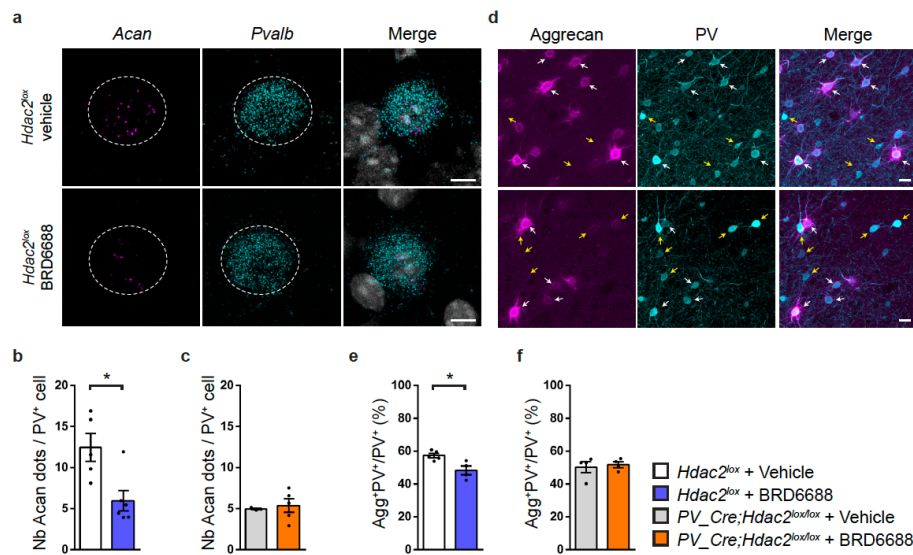 a
Acan Pvalb Merge
Hdac2lox
vehicle
Hdac2lox
BRD6688
d
Aggrecan PV Merge
b
Nb Acan dots / PV+ cell
20
15
10
5
0
*
c
Nb Acan dots / PV+ cell
20
15
10
5
0
e
Agg+PV+/PV+ (%)
100
80
60
40
20
0
*
f
Agg+PV+/PV+ (%)
100
80
60
40
20
0
Hdac2lox + Vehicle
Hdac2lox + BRD6688
PV_Cre;Hdac2lox/lox + Vehicle
PV_Cre;Hdac2lox/lox + BRD6688